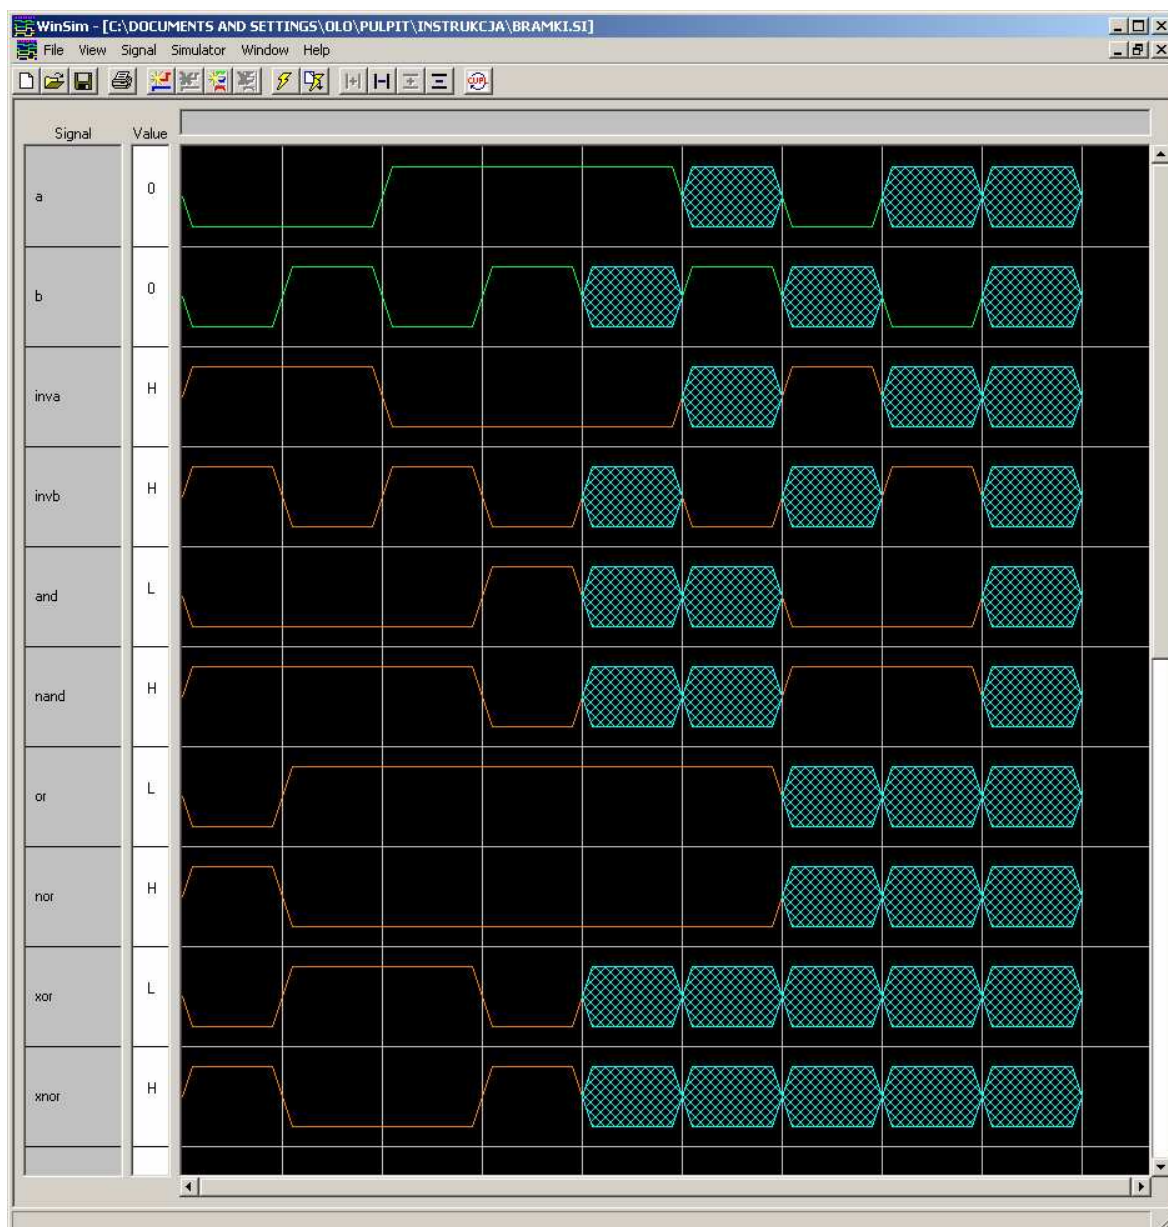 WinSim - [C:\DOCUMENTS AND SETTINGS\OLO\PULPIT\INSTRUKCJA\BRAMKI.SI]
File View Signal Simulator Window Help
CUPL
Signal Value
a 0
b 0
inva H
invb H
and L
nand H
or L
nor H
xor L
xnor H